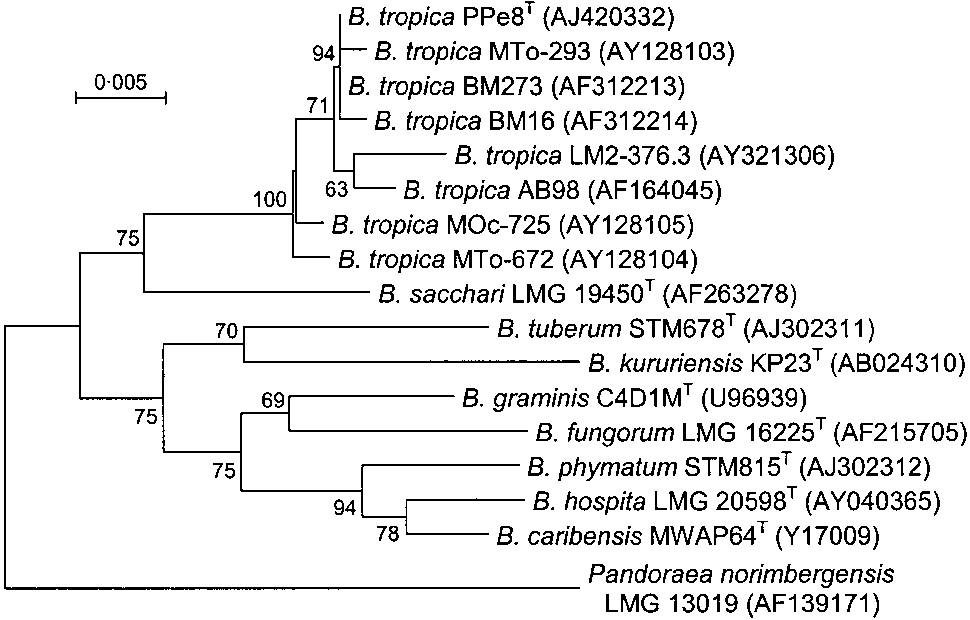 B. tropica PPe8T (AJ420332)
94
B. tropica MTo-293 (AY128103)
0·005
B. tropica BM273 (AF312213)
71
B. tropica BM16 (AF312214)
B. tropica LM2-376.3 (AY321306)
63
B. tropica AB98 (AF164045)
100
B. tropica MOc-725 (AY128105)
75
B. tropica MTo-672 (AY128104)
B. sacchari LMG 19450T (AF263278)
70
B. tuberum STM678T (AJ302311)
B. kururiensis KP23T (AB024310)
75
69
B. graminis C4D1MT (U96939)
B. fungorum LMG 16225T (AF215705)
75
B. phymatum STM815T (AJ302312)
94
B. hospita LMG 20598T (AY040365)
78
B. caribensis MWAP64T (Y17009)
Pandoraea norimbergensis
LMG 13019 (AF139171)